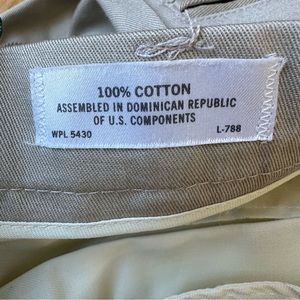 100% COTTON
ASSEMBLED IN DOMINICAN REPUBLIC
OF U.S. COMPONENTS
WPL 5430 L-788